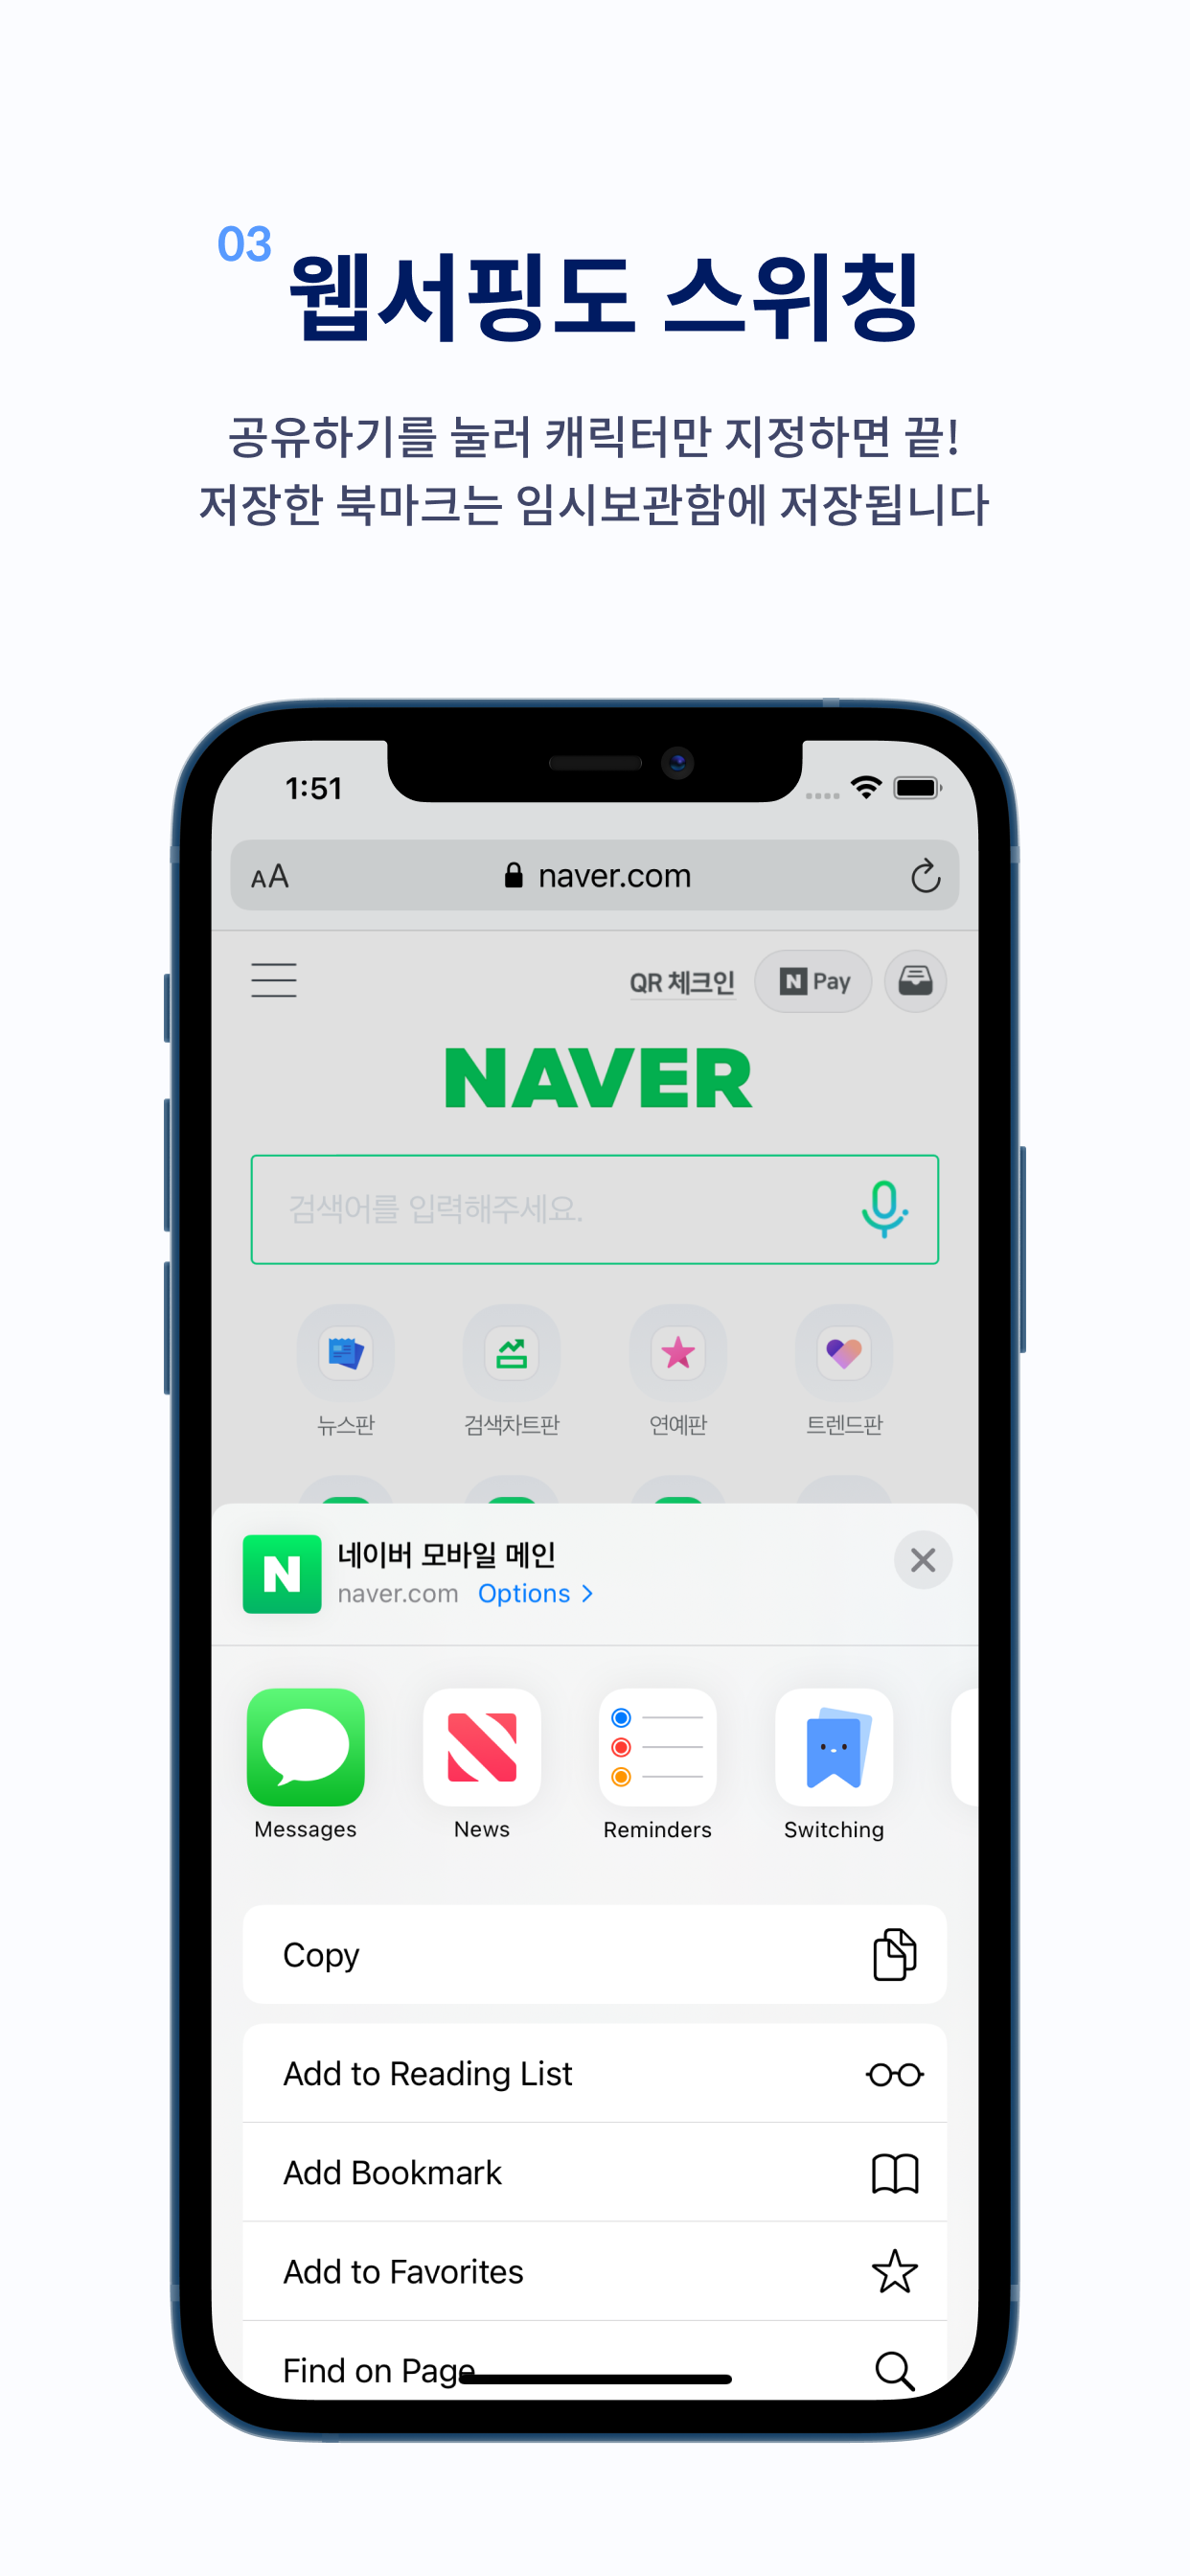 03
웹서핑도 스위칭
공유하기를 눌러 캐릭터만 지정하면 끝!
저장한 북마크는 임시보관함에 저장됩니다
1:51
AA
naver.com
QR 체크인
N Pay
NAVER
검색어를 입력해주세요.
뉴스판 검색차트판 연예판 트렌드판
N
네이버 모바일 메인
naver.com Options >
Messages News Reminders Switching
Copy
Add to Reading List
Add Bookmark
Add to Favorites
Find on Page